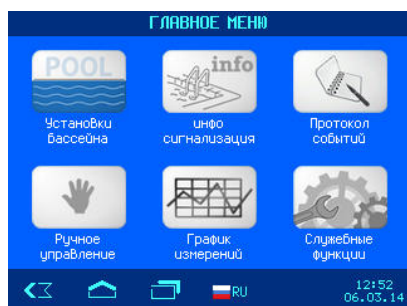 ГЛАВНОЕ МЕНЮ
POOL
info
Установки
бассейна
инфо
сигнализация
Протокол
событий
Ручное
управление
График
измерений
Служебные
функции
RU
12:52
06.03.14